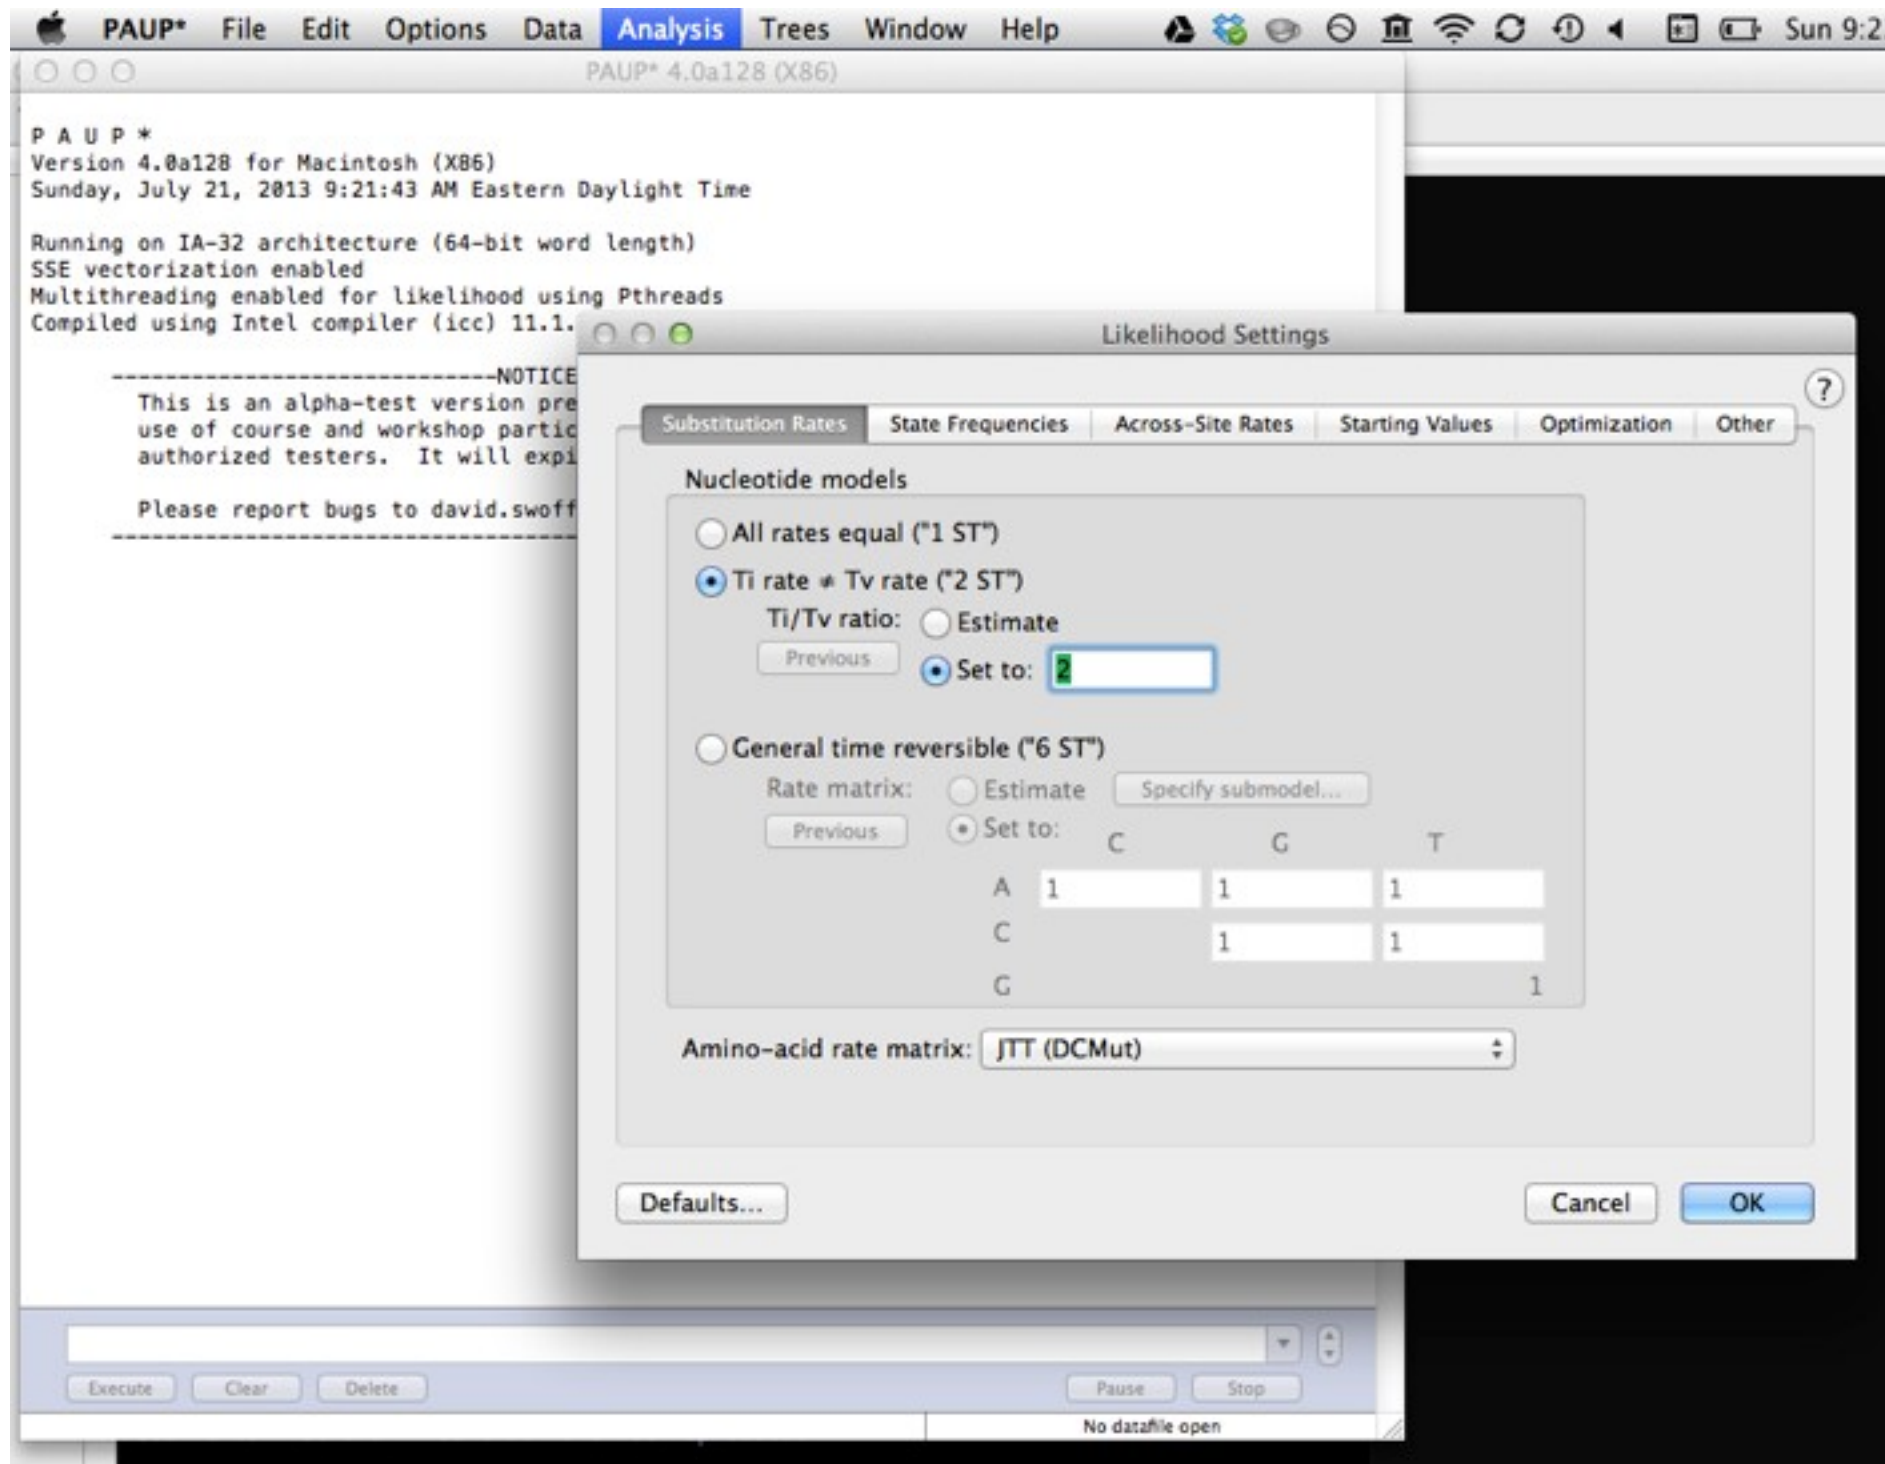 PAUP* File Edit Options Data Analysis Trees Window Help Sun 9:2
PAUP* 4.0a128 (X86)
P A U P *
Version 4.0a128 for Macintosh (X86)
Sunday, July 21, 2013 9:21:43 AM Eastern Daylight Time
Running on IA-32 architecture (64-bit word length)
SSE vectorization enabled
Multithreading enabled for likelihood using Pthreads
Compiled using Intel compiler (icc) 11.1.
-----------------------------NOTICE
This is an alpha-test version pre
use of course and workshop partic
authorized testers. It will expi
Please report bugs to david.swoff
-----------------------------------
Likelihood Settings
?
Substitution Rates State Frequencies Across-Site Rates Starting Values Optimization Other
Nucleotide models
All rates equal ("1 ST")
Ti rate ≠ Tv rate ("2 ST")
Ti/Tv ratio: Estimate
Previous Set to: 2
General time reversible ("6 ST")
Rate matrix: Estimate Specify submodel...
Previous Set to:
C G T
A 1 1 1
C 1 1
G 1
Amino-acid rate matrix: JTT (DCMut)
Defaults... Cancel OK
Execute Clear Delete Pause Stop
No datafile open